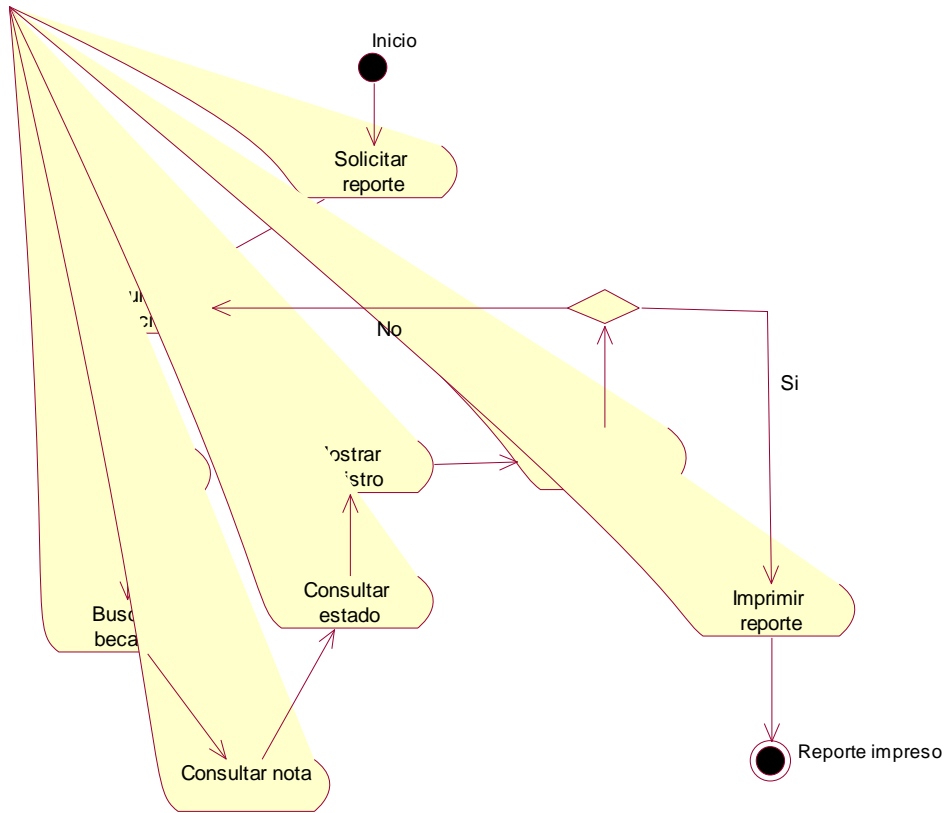 Inicio
Solicitar
reporte
No
Si
Consultar
estado
Imprimir
reporte
Consultar nota
Reporte impreso